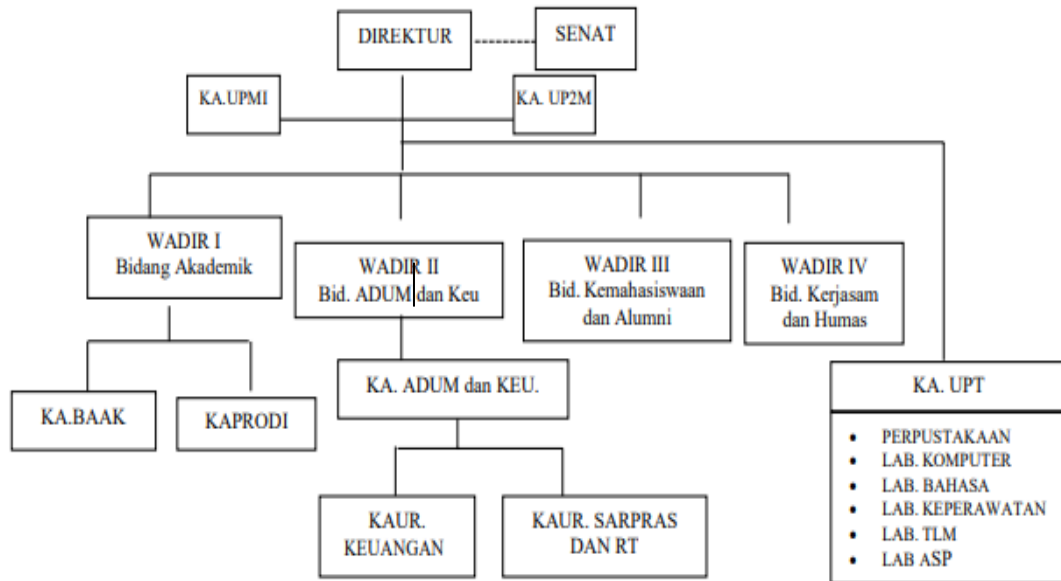 DIREKTUR
SENAT
KA.UPMI
KA. UP2M
WADIR I
Bidang Akademik
WADIR II
Bid. ADUM dan Keu
WADIR III
Bid. Kemahasiswaan
dan Alumni
WADIR IV
Bid. Kerjasam
dan Humas
KA.BAAK
KAPRODI
KA. ADUM dan KEU.
KAUR.
KEUANGAN
KAUR. SARPRAS
DAN RT
KA. UPT
• PERPUSTAKAAN
• LAB. KOMPUTER
• LAB. BAHASA
• LAB. KEPERAWATAN
• LAB. TLM
• LAB ASP